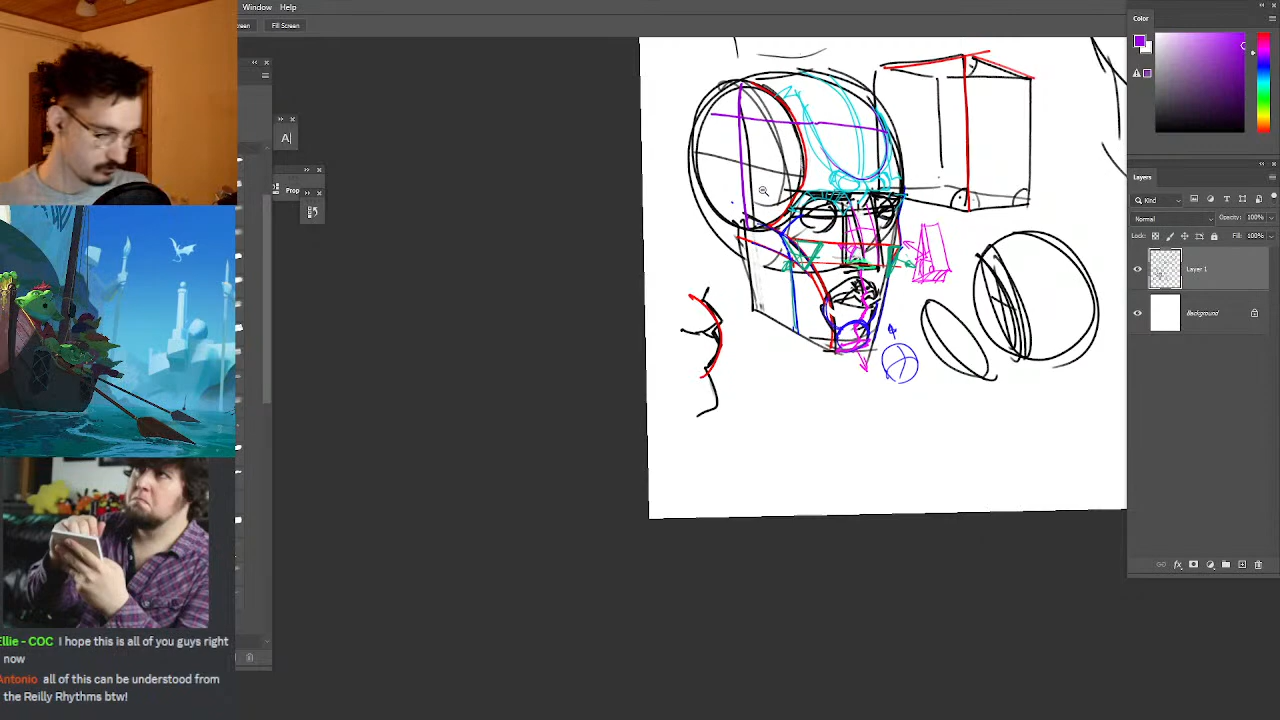 Window Help
Fill Screen
Color
A|
Prop
Layers
Kind
Normal
Opacity: 100%
Lock:
Fill: 100%
Layer 1
Background
fx
Ellie - COC I hope this is all of you guys right
now
Antonio all of this can be understood from
the Reilly Rhythms btw!